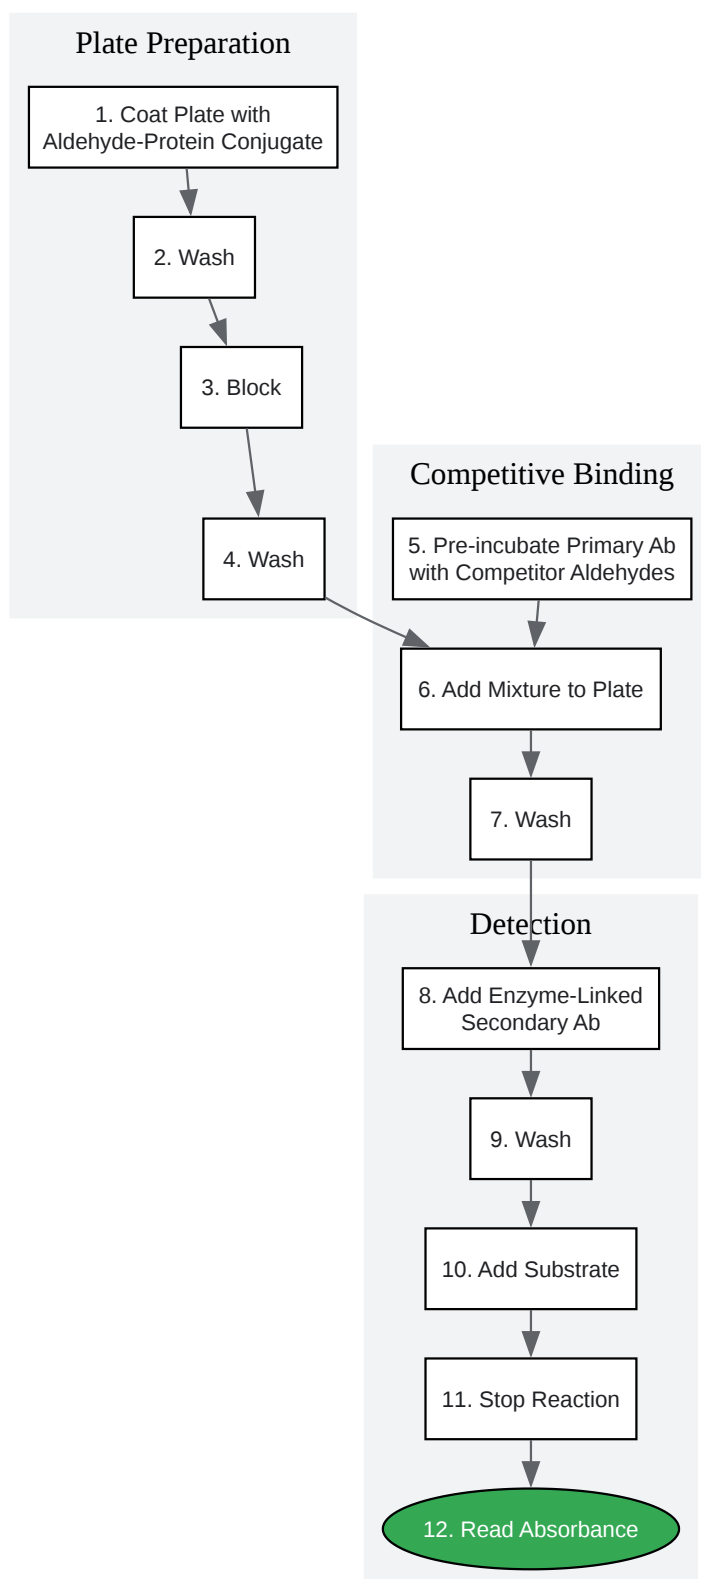 Plate Preparation
1. Coat Plate with
Aldehyde-Protein Conjugate
2. Wash
3. Block
4. Wash
Competitive Binding
5. Pre-incubate Primary Ab
with Competitor Aldehydes
6. Add Mixture to Plate
7. Wash
Detection
8. Add Enzyme-Linked
Secondary Ab
9. Wash
10. Add Substrate
11. Stop Reaction
12. Read Absorbance